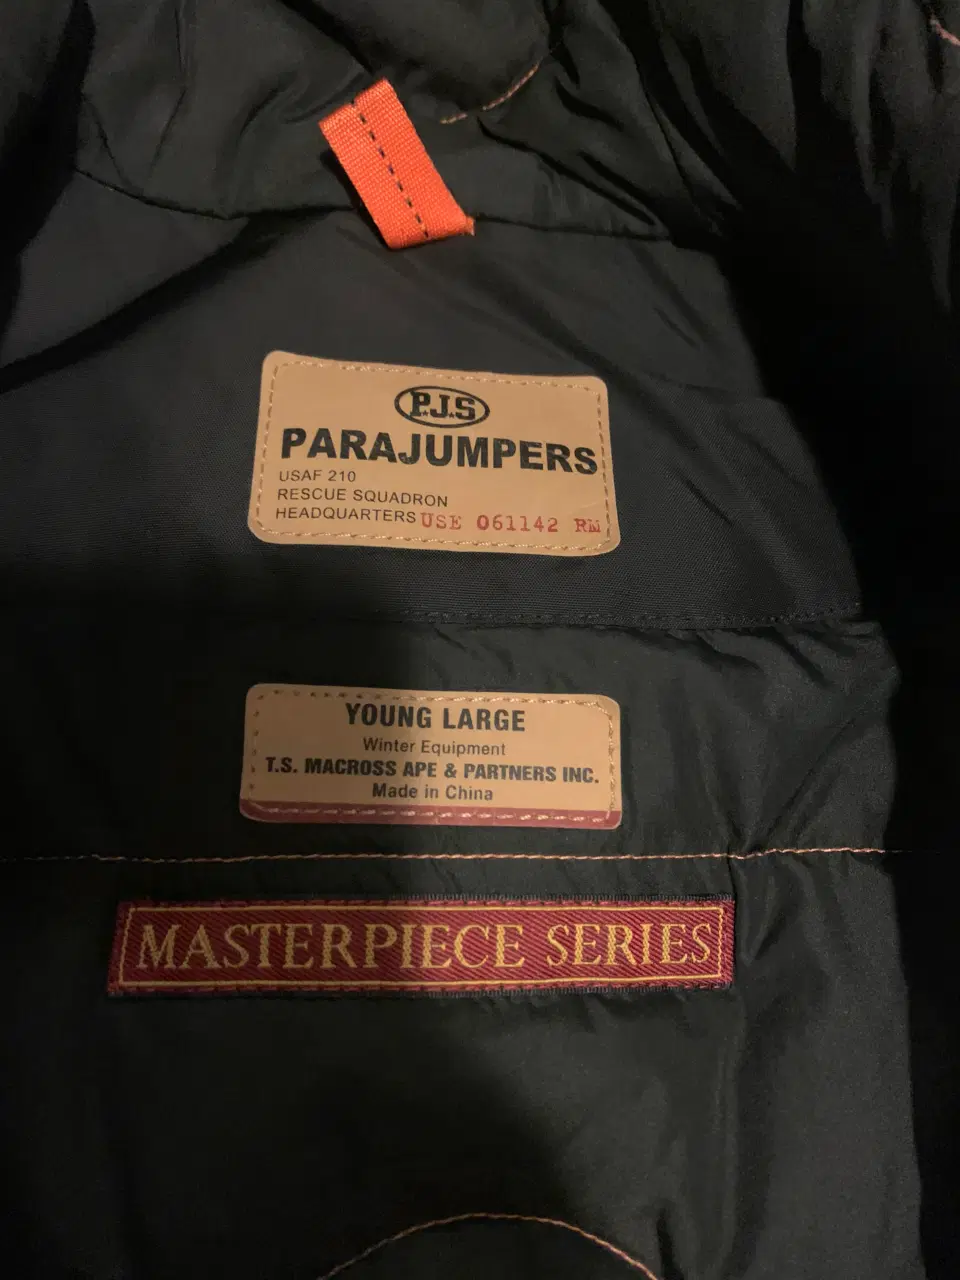 P.J.S
PARAJUMPERS
USAF 210
RESCUE SQUADRON
HEADQUARTERS USE 061142 RM
YOUNG LARGE
Winter Equipment
T.S. MACROSS APE & PARTNERS INC.
Made in China
MASTERPIECE SERIES